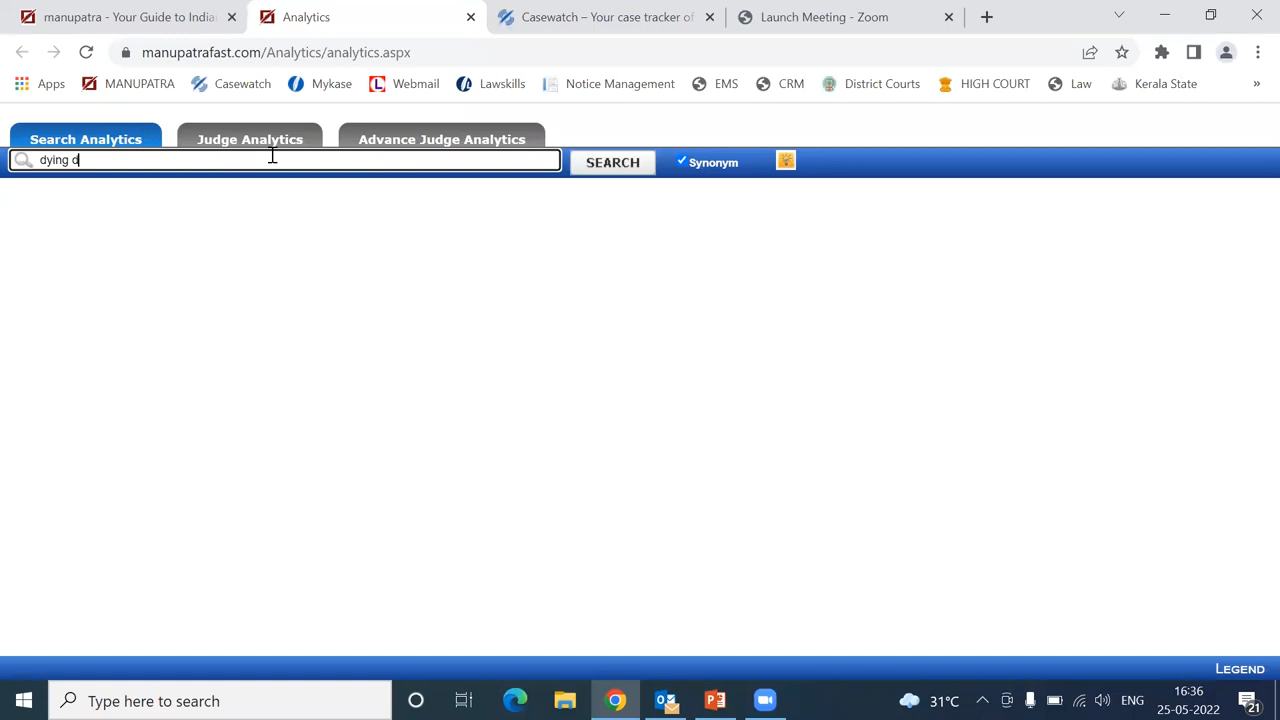 manupatra - Your Guide to India
Analytics
Casewatch – Your case tracker of
Launch Meeting - Zoom
manupatrafast.com/Analytics/analytics.aspx
Apps
MANUPATRA
Casewatch
Mykase
Webmail
Lawskills
Notice Management
EMS
CRM
District Courts
HIGH COURT
Law
Kerala State
»
Search Analytics
Judge Analytics
Advance Judge Analytics
dying d
SEARCH
Synonym
LEGEND
Type here to search
31°C
ENG
16:36
25-05-2022
21